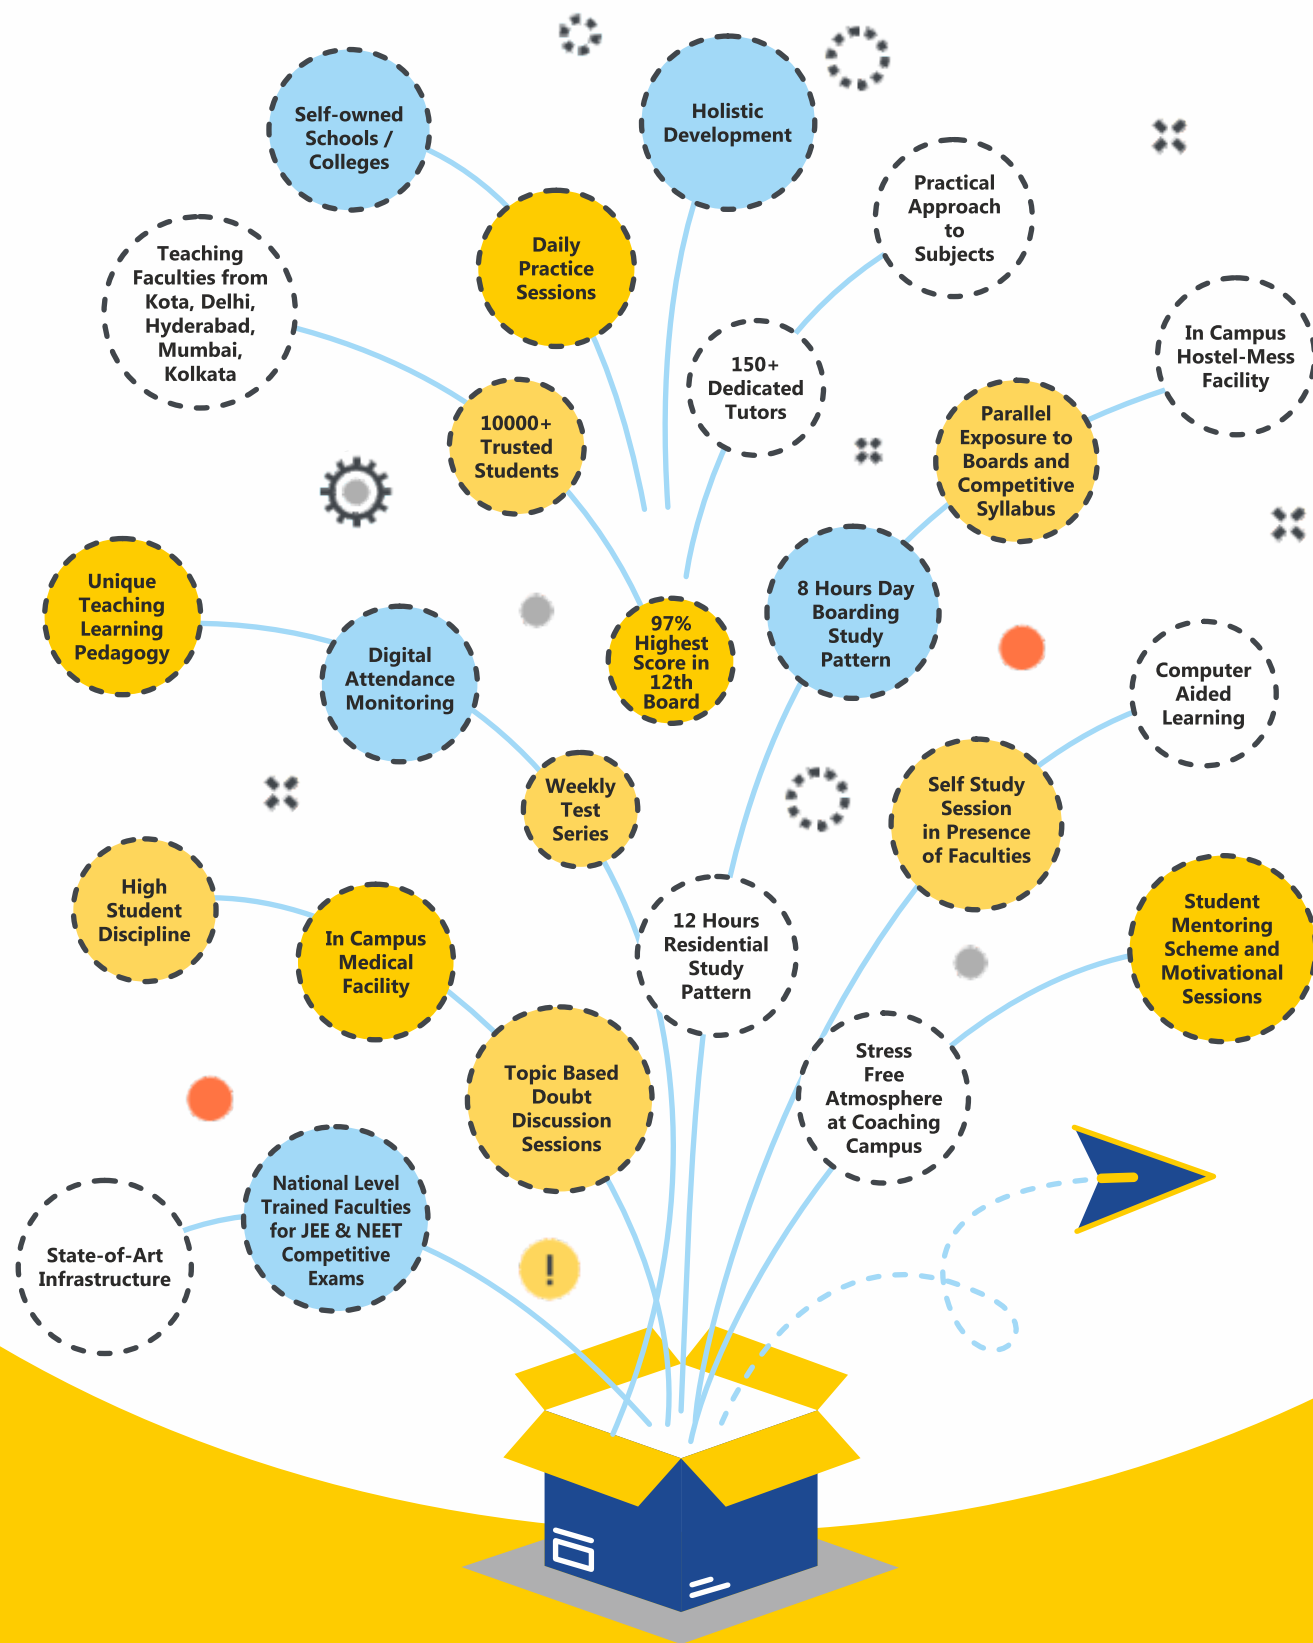 Self-owned
Schools /
Colleges
Holistic
Development
Practical
Approach
to
Subjects
Daily
Practice
Sessions
Teaching
Faculties from
Kota, Delhi,
Hyderabad,
Mumbai,
Kolkata
In Campus
Hostel-Mess
Facility
150+
Dedicated
Tutors
10000+
Trusted
Students
Parallel
Exposure to
Boards and
Competitive
Syllabus
Unique
Teaching
Learning
Pedagogy
8 Hours Day
Boarding
Study
Pattern
97%
Highest
Score in
12th
Board
Digital
Attendance
Monitoring
Computer
Aided
Learning
Weekly
Test
Series
Self Study
Session
in Presence
of Faculties
High
Student
Discipline
In Campus
Medical
Facility
12 Hours
Residential
Study
Pattern
Student
Mentoring
Scheme and
Motivational
Sessions
Topic Based
Doubt
Discussion
Sessions
Stress
Free
Atmosphere
at Coaching
Campus
National Level
Trained Faculties
for JEE & NEET
Competitive
Exams
State-of-Art
Infrastructure
!